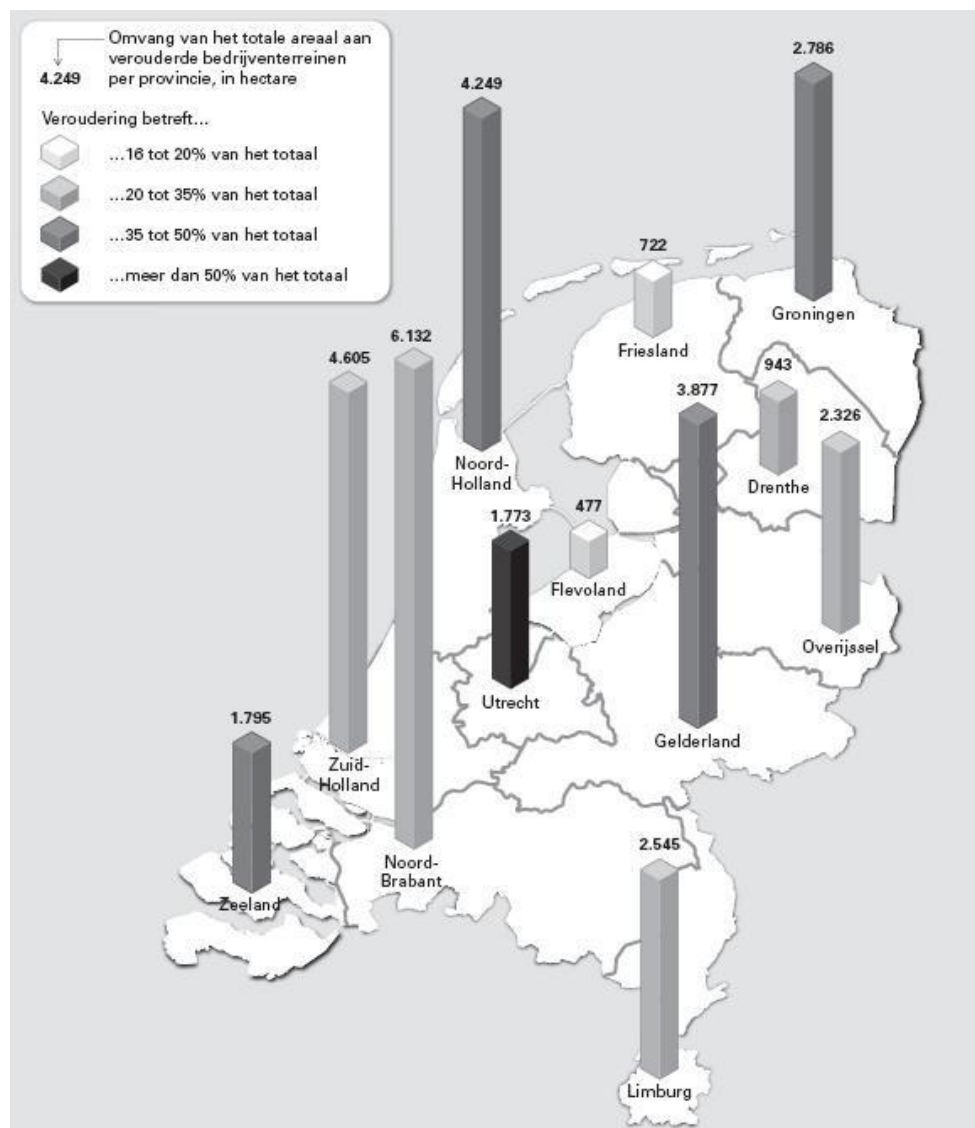 Omvang van het totale areaal aan
verouderde bedrijventerreinen
4.249 per provincie, in hectare
Veroudering betreft...
...16 tot 20% van het totaal
...20 tot 35% van het totaal
...35 tot 50% van het totaal
...meer dan 50% van het totaal
2.786
4.249
722
Groningen
Friesland
6.132
4.605
943
3.877
2.326
Noord-
Holland
Drenthe
1.773
477
Flevoland
Overijssel
Utrecht
1.795
Gelderland
Zuid-
Holland
2.545
Noord-
Brabant
Zeeland
Limburg